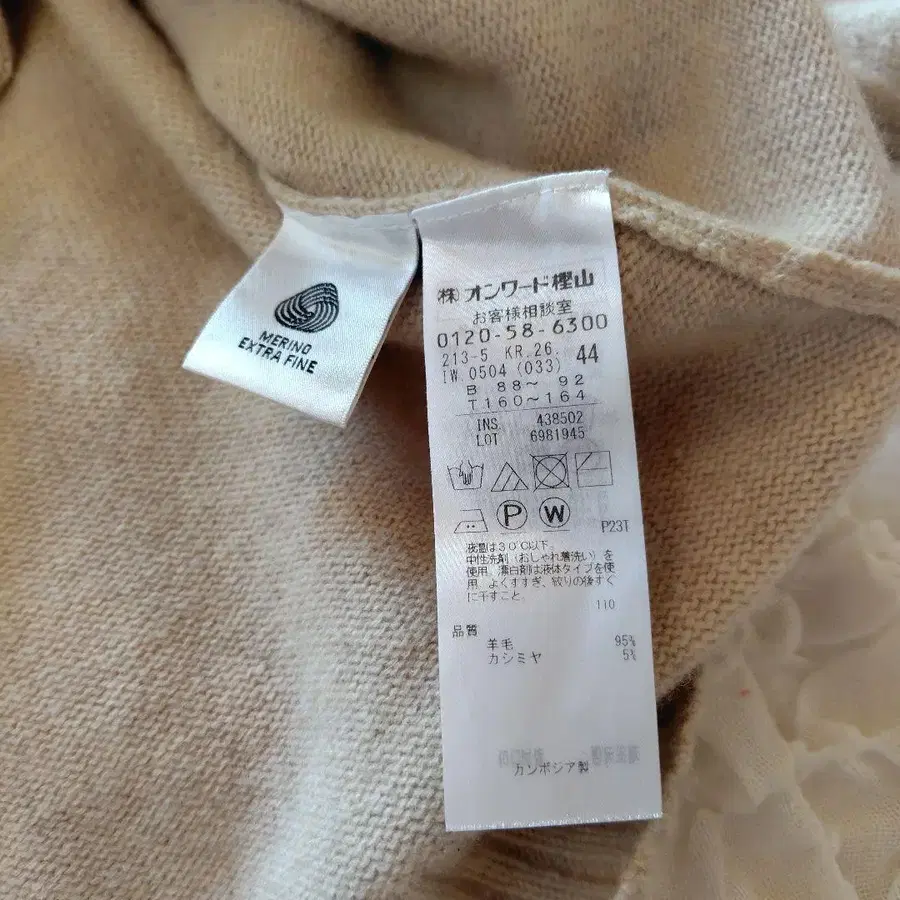 MERINO
EXTRA FINE
㈱オンワード樫山
お客様相談室
0120-58-6300
213-5 KR.26. 44
IW 0504 (033)
B 88〜 92
T160〜164
INS. 438502
LOT 6981945
P W P23T
液温は30℃以下、
中性洗剤(おしゃれ着洗い)を
使用、漂白剤は液体タイプを使
用、よくすすぎ、絞りの後すぐ
に干すこと。
110
品質
羊毛 95%
カシミヤ 5%
カンボジア製